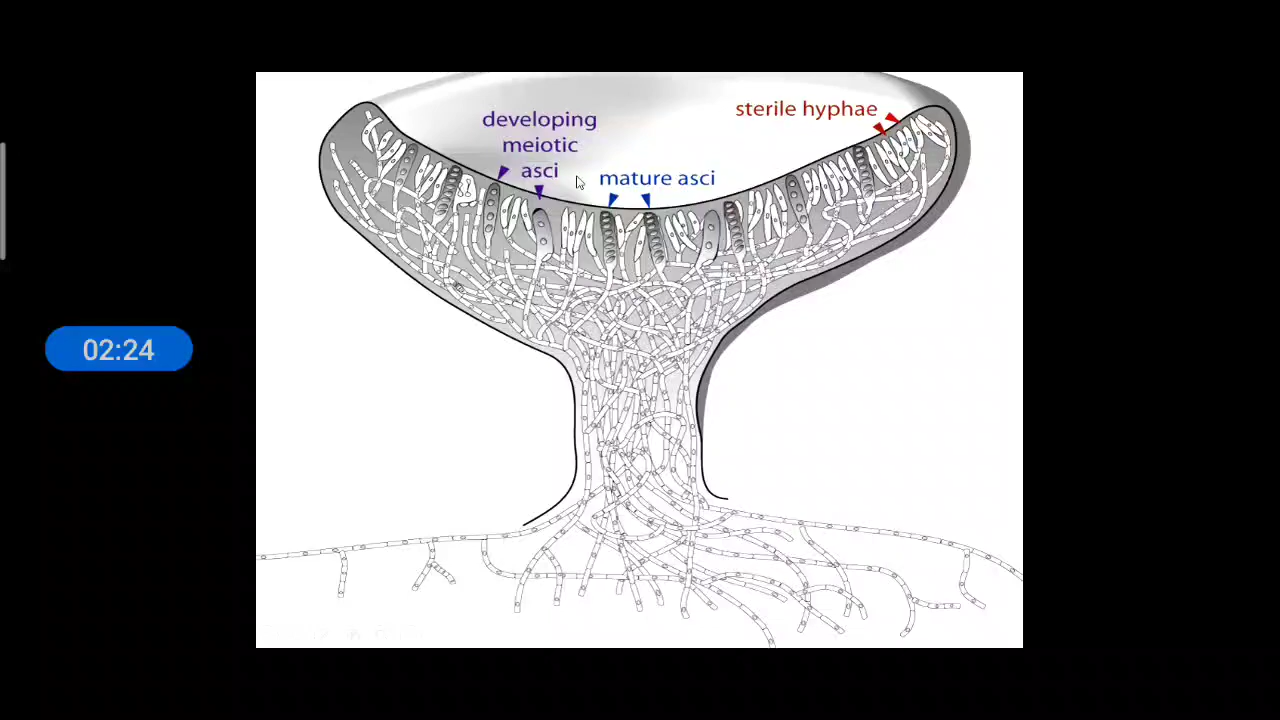 developing
meiotic
asci
sterile hyphae
mature asci
02:24